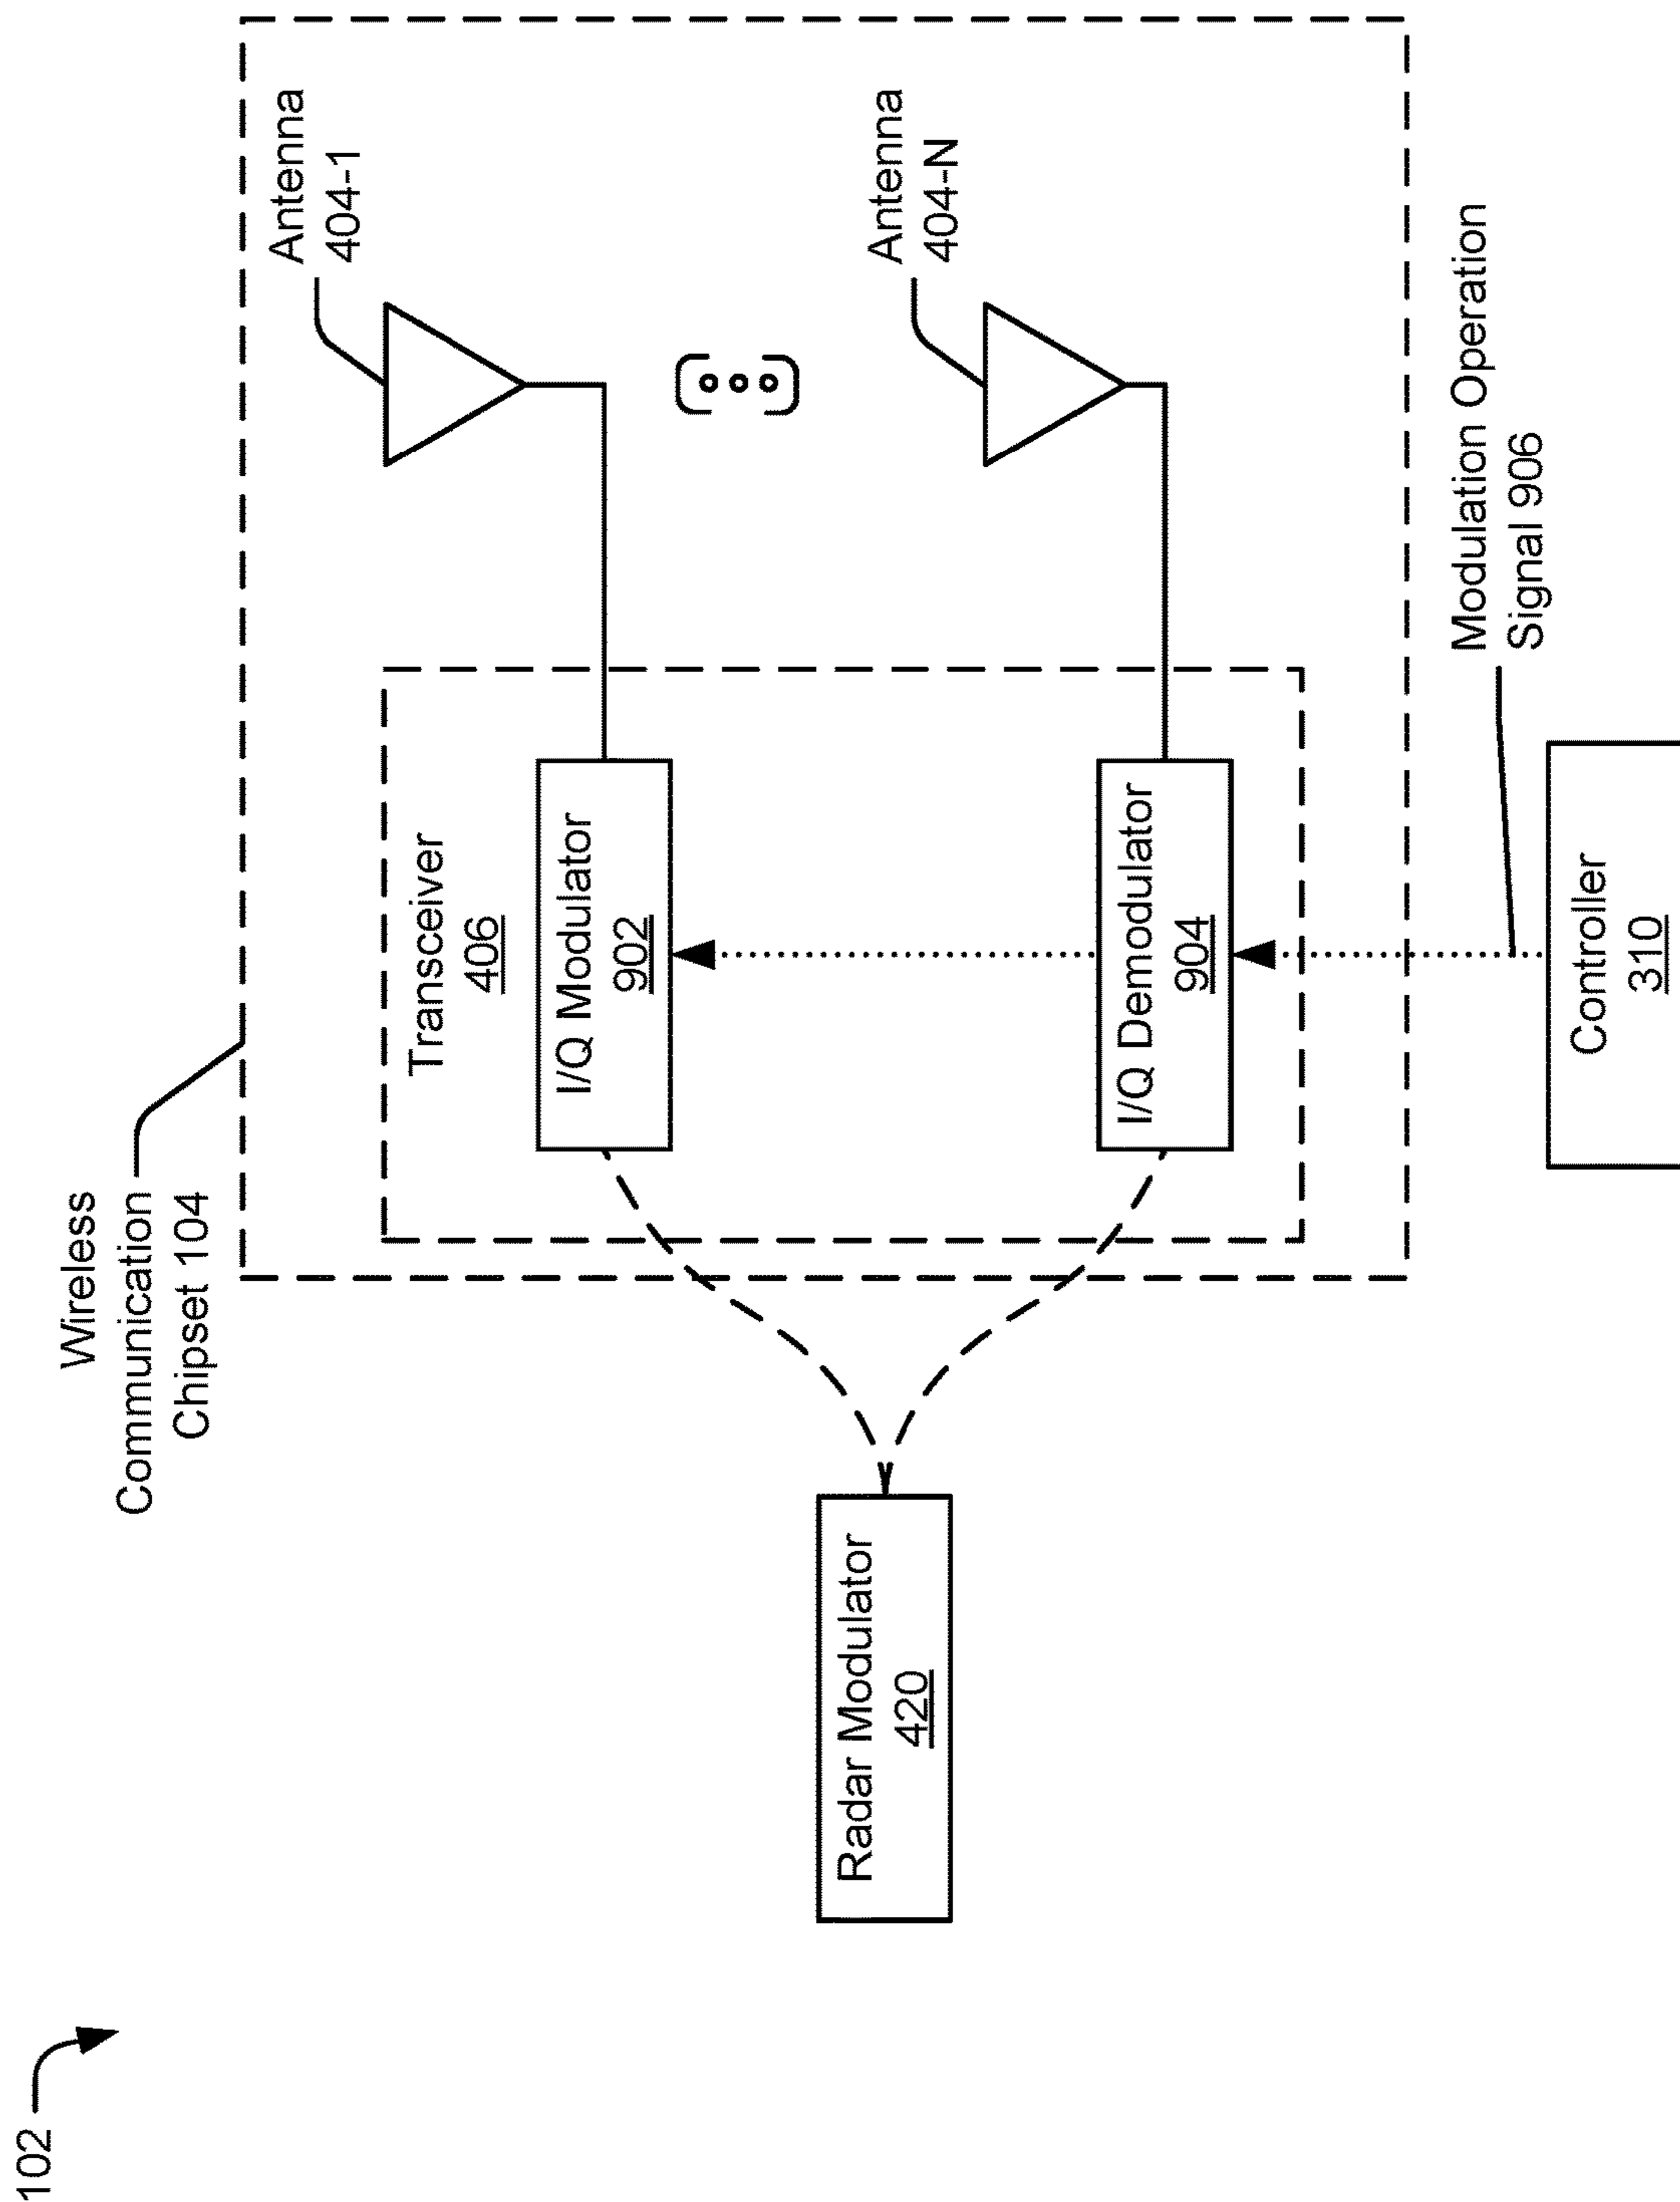 102
Wireless
Communication
Chipset 104
Antenna
404-1
Transceiver
406
I/Q Modulator
902
Radar Modulator
420
Antenna
404-N
I/Q Demodulator
904
Modulation Operation
Signal 906
Controller
310